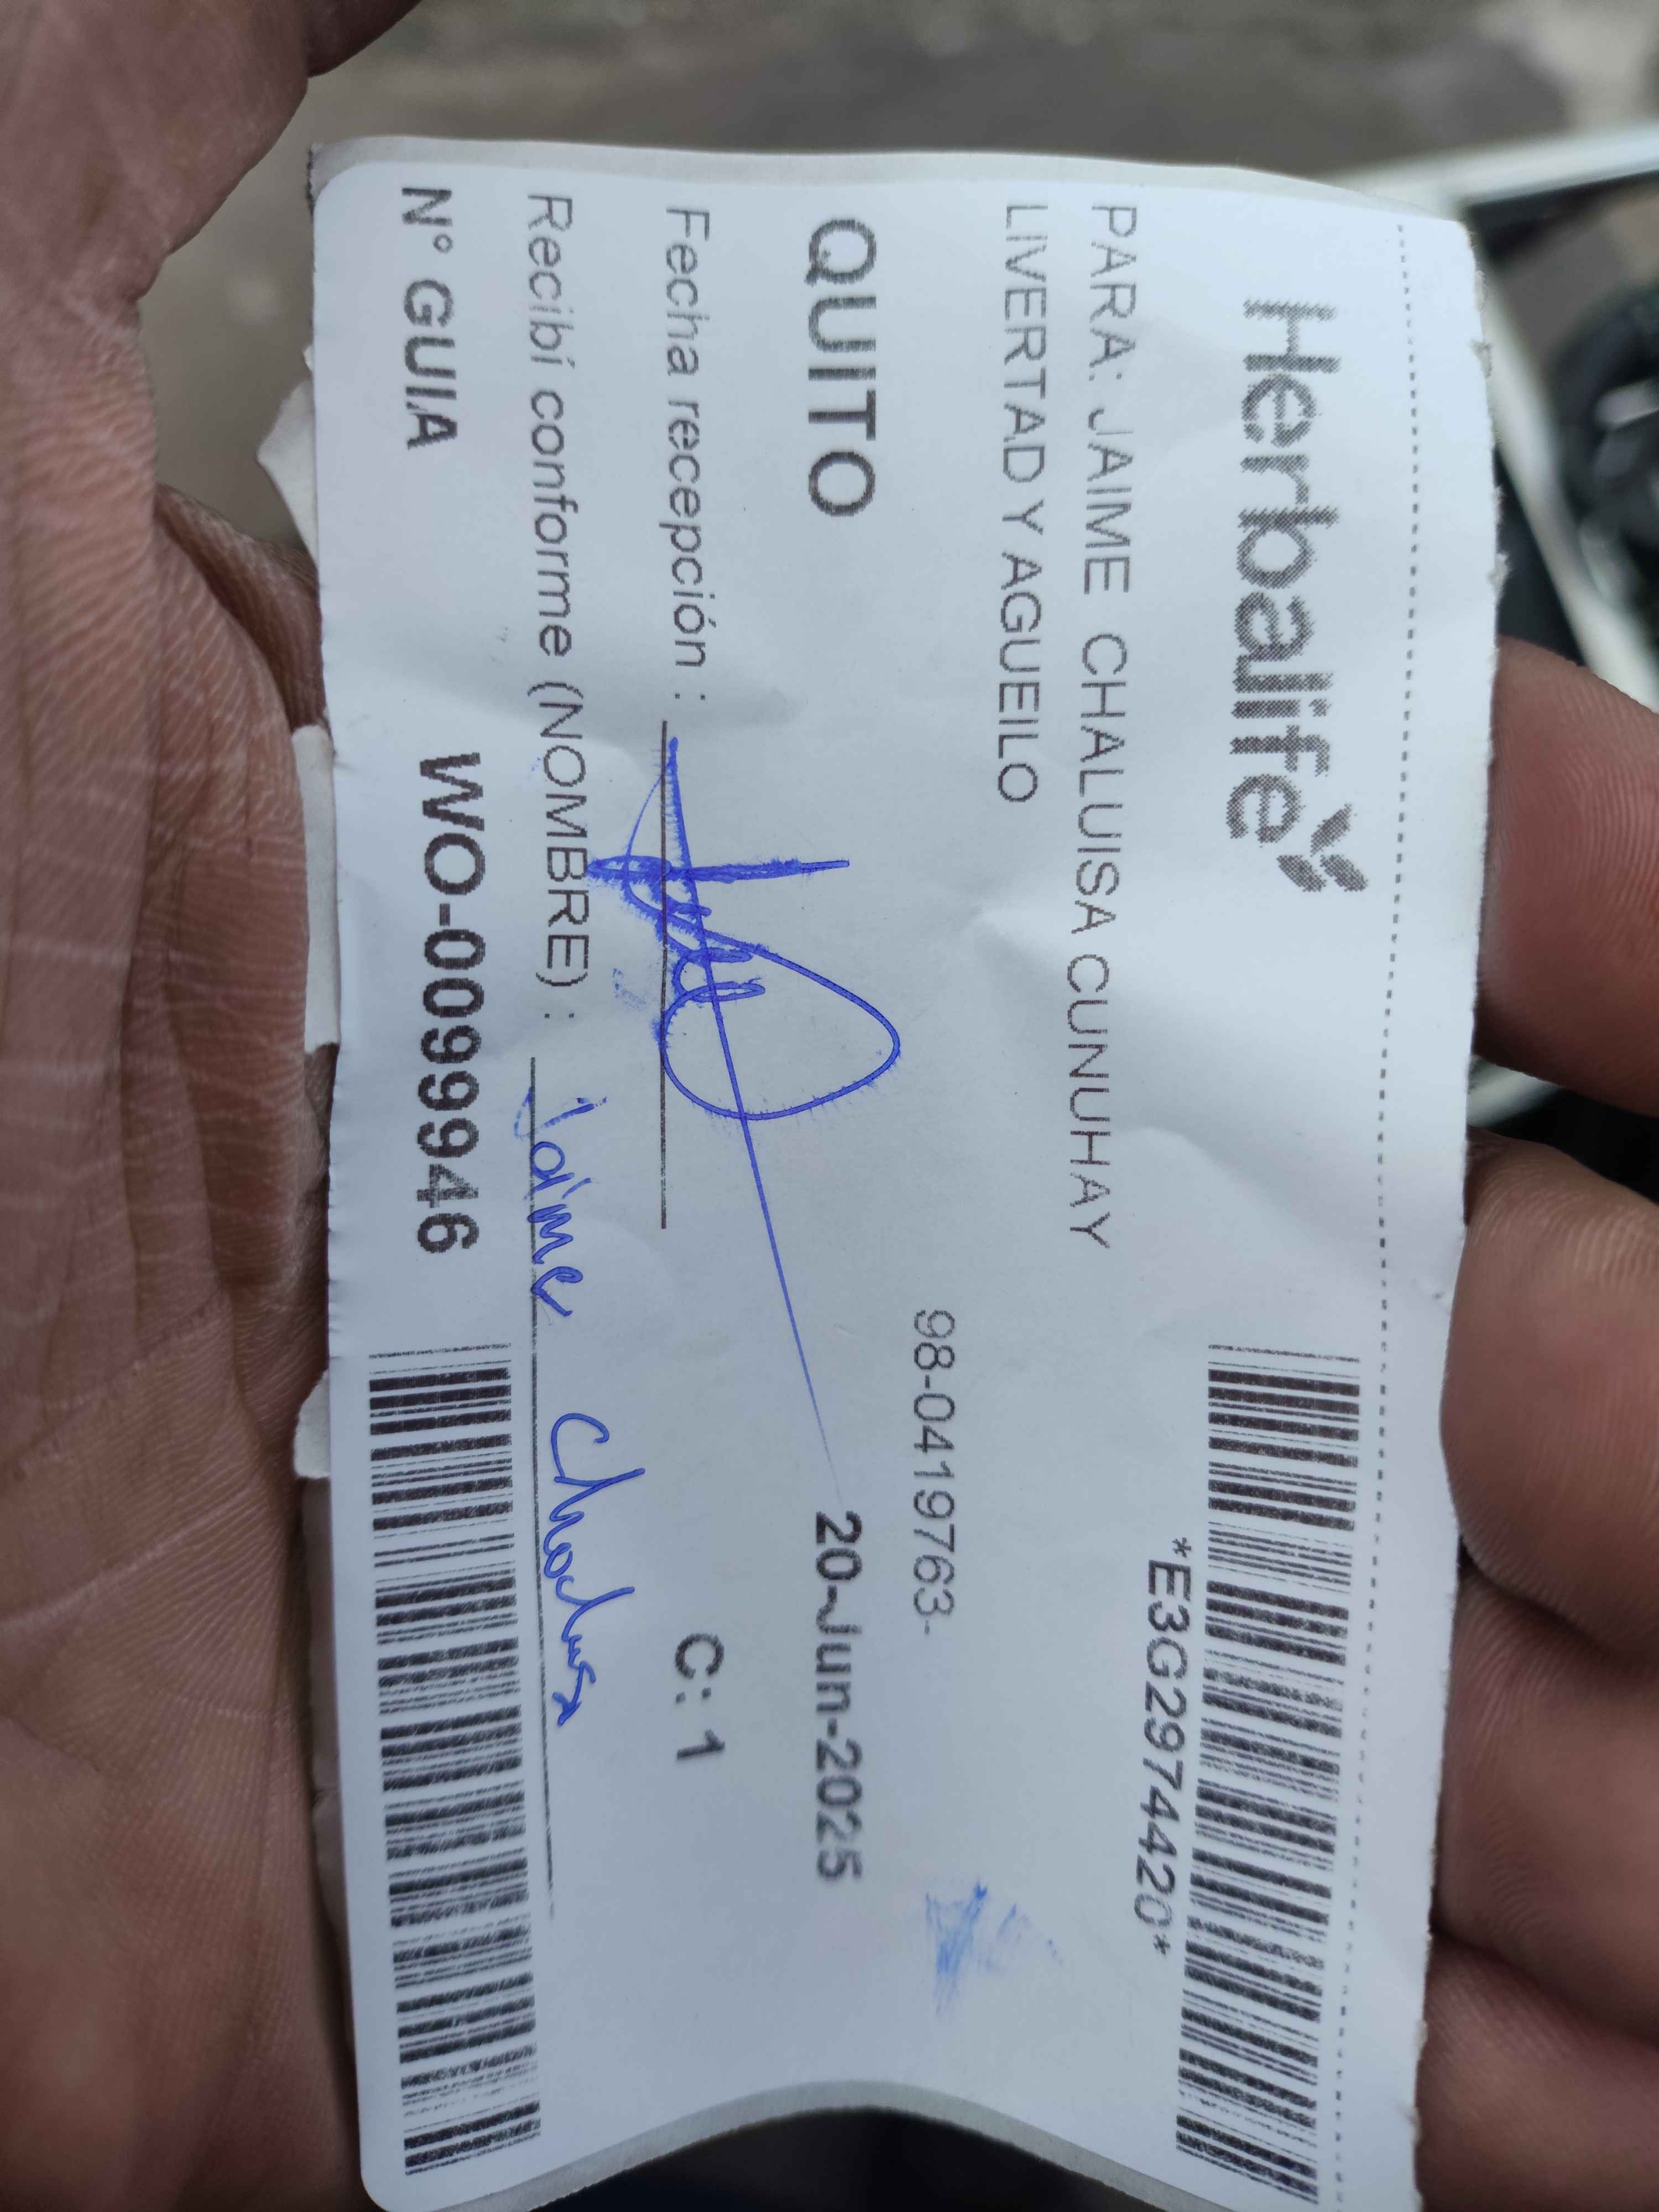 Herbalife
*E3G2974420*
PARA: JAIME CHALUISA CUNUHAY
LIVERTAD Y AGUEILO
98-0419763-
QUITO 20-Jun-2025
Fecha recepción : C: 1
Recibí conforme (NOMBRE) : Jaime Chaluisa
N° GUIA WO-00999946